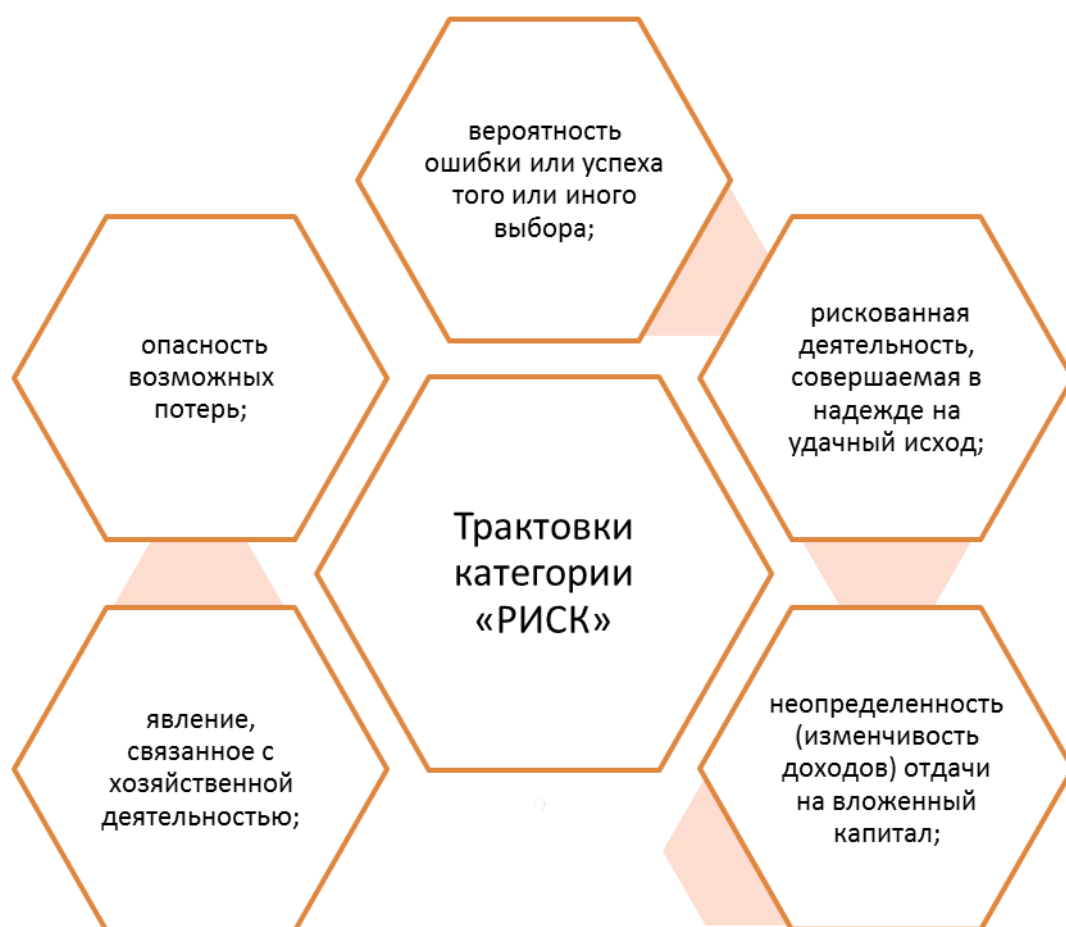 вероятность
ошибки или успеха
того или иного
выбора;
рискованная
деятельность,
совершаемая в
надежде на
удачный исход;
опасность
возможных
потерь;
Трактовки
категории
«РИСК»
неопределенность
(изменчивость
доходов) отдачи
на вложенный
капитал;
явление,
связанное с
хозяйственной
деятельностью;